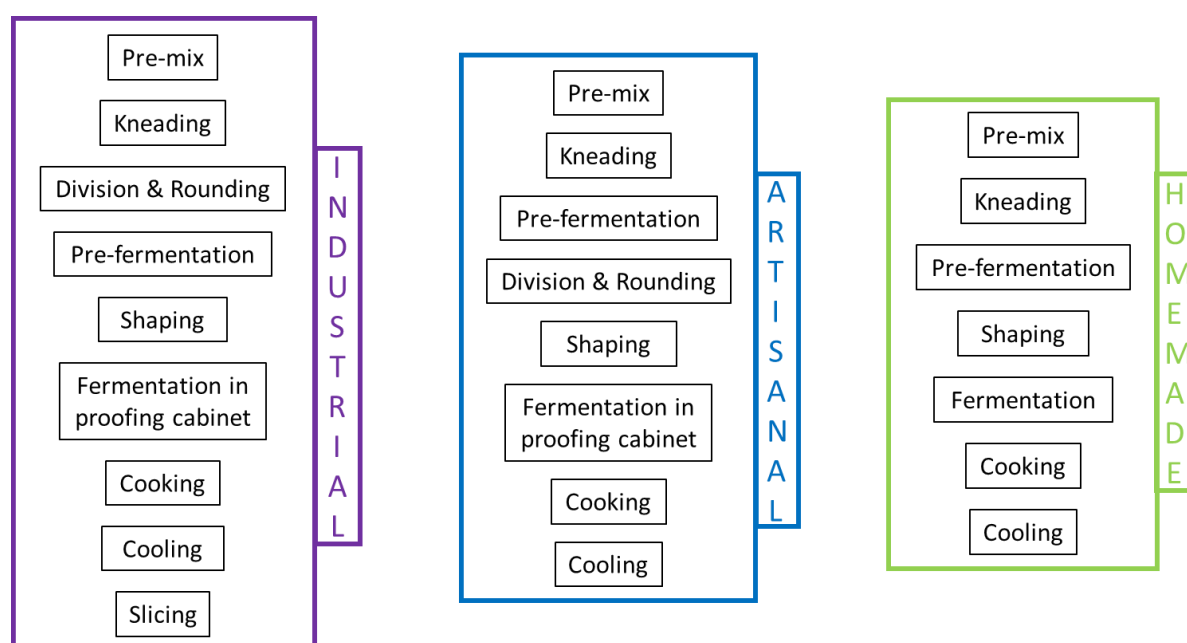 Pre-mix
Kneading
Division & Rounding
Pre-fermentation
Shaping
Fermentation in
proofing cabinet
Cooking
Cooling
Slicing
INDUSTRIAL
Pre-mix
Kneading
Pre-fermentation
Division & Rounding
Shaping
Fermentation in
proofing cabinet
Cooking
Cooling
ARTISANAL
Pre-mix
Kneading
Pre-fermentation
Shaping
Fermentation
Cooking
Cooling
HOMEMADE